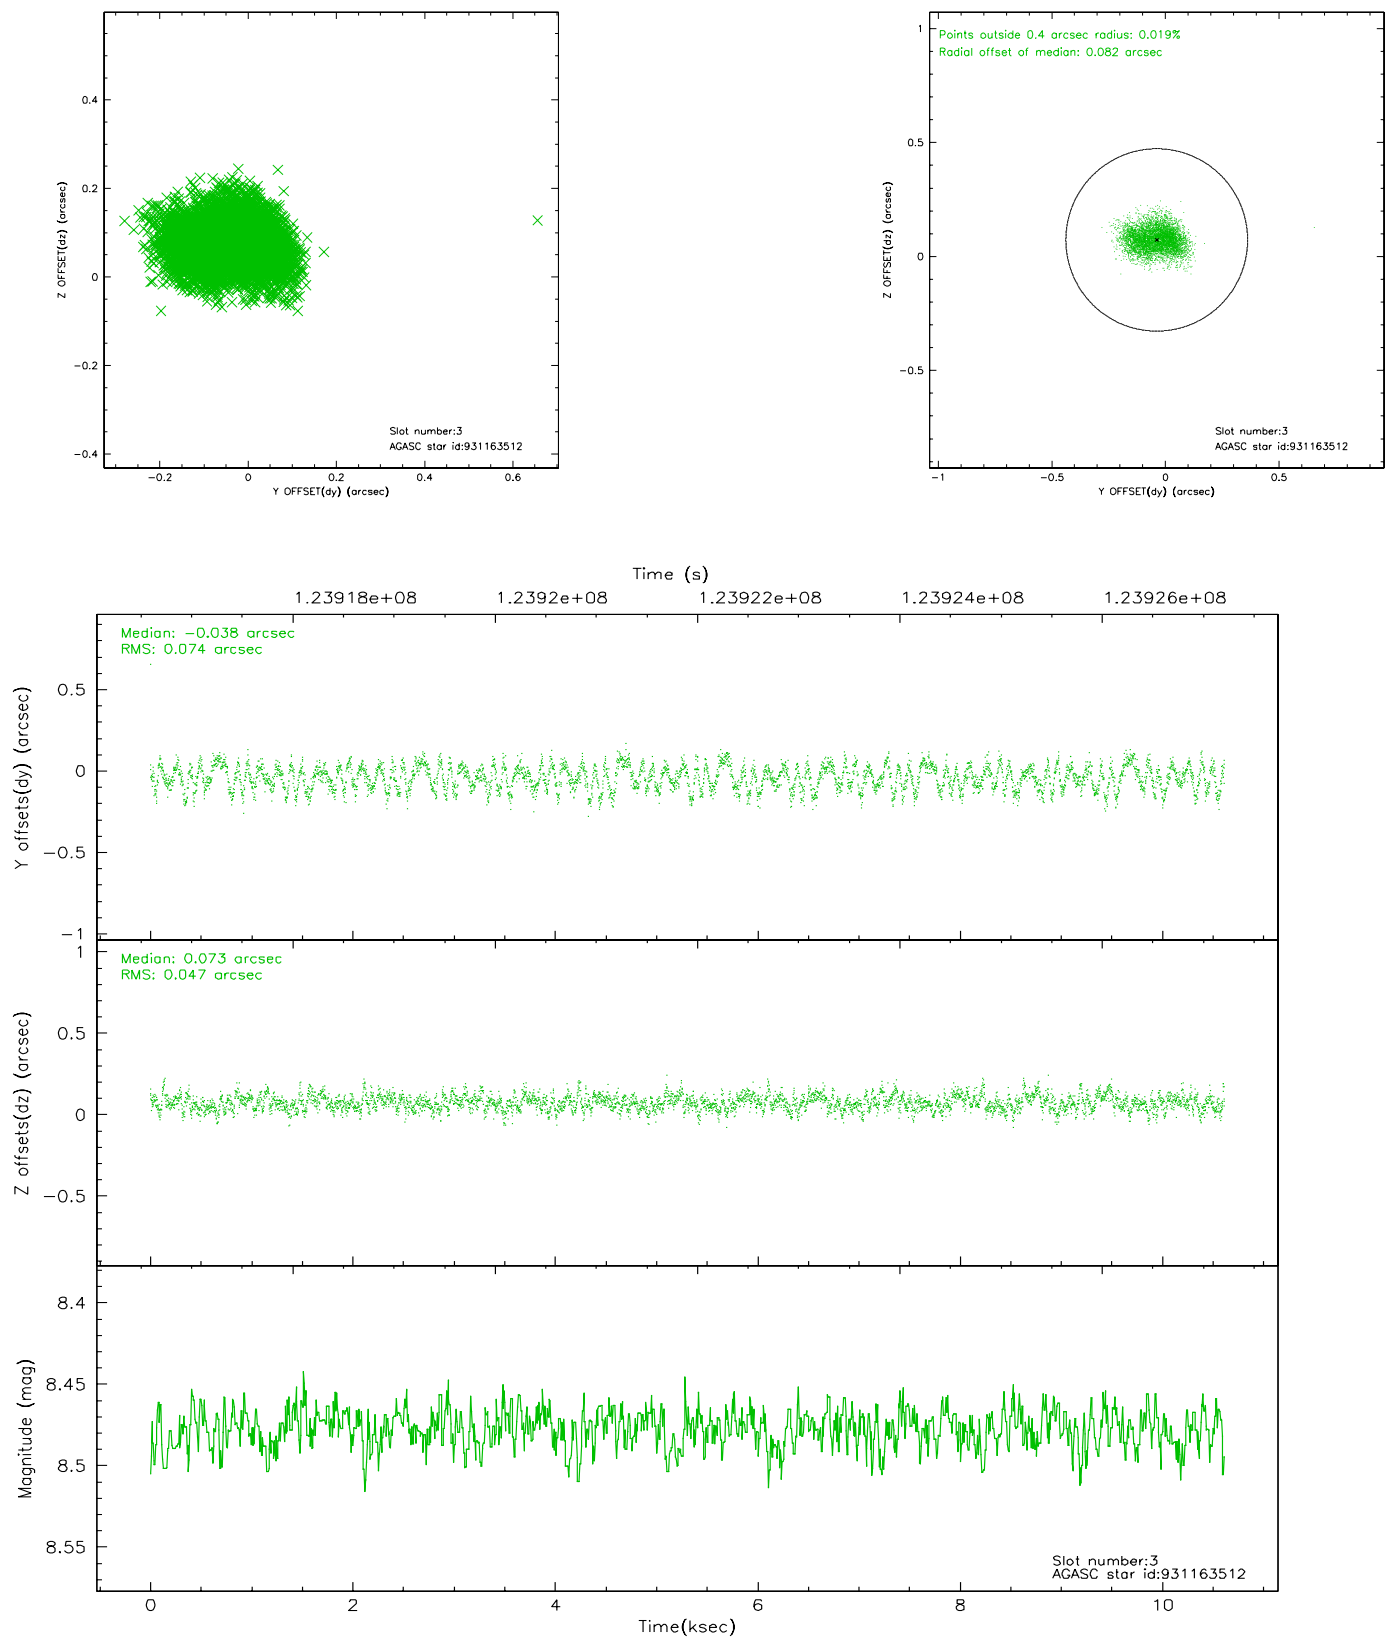 0.4
0.2
0
−0.2
−0.4
Z OFFSET(dz) (arcsec)
−0.2
0
0.2
0.4
0.6
Y OFFSET(dy) (arcsec)
Slot number:3
AGASC star id:931163512
Points outside 0.4 arcsec radius: 0.019%
Radial offset of median: 0.082 arcsec
1
0.5
0
−0.5
Z OFFSET(dz) (arcsec)
−1
−0.5
0
0.5
Y OFFSET(dy) (arcsec)
Slot number:3
AGASC star id:931163512
Time (s)
1.23918e+08
1.2392e+08
1.23922e+08
1.23924e+08
1.23926e+08
Median: −0.038 arcsec
RMS: 0.074 arcsec
0.5
0
−0.5
−1
Y offsets(dy) (arcsec)
Median: 0.073 arcsec
RMS: 0.047 arcsec
1
0.5
0
−0.5
Z offsets(dz) (arcsec)
8.4
8.45
8.5
8.55
Magnitude (mag)
Slot number:3
AGASC star id:931163512
0
2
4
6
8
10
Time(ksec)